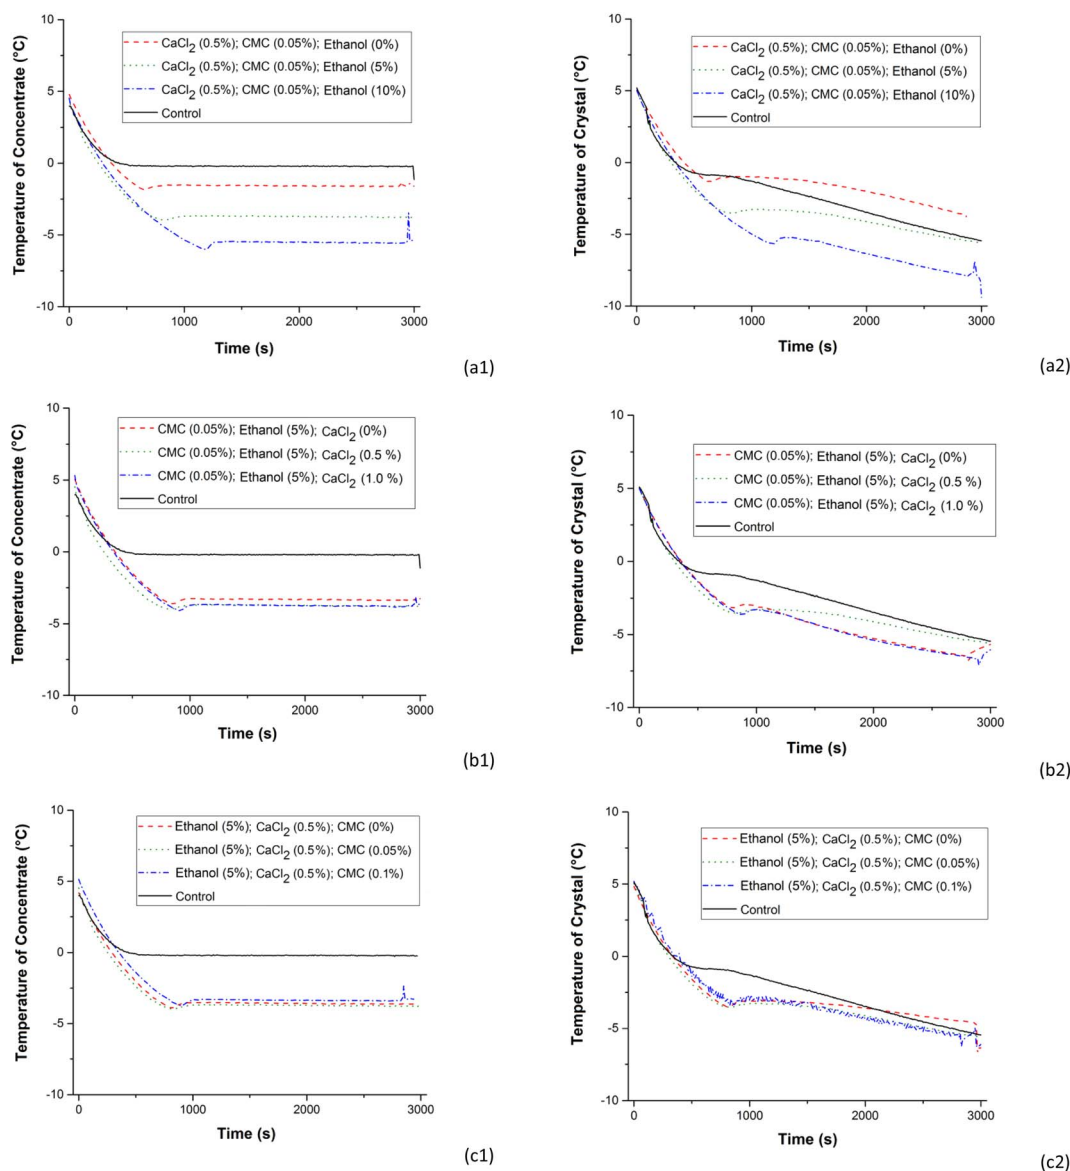 Temperature of Concentrate (°C)
10
5
0
-5
-10
CaCl2 (0.5%); CMC (0.05%); Ethanol (0%)
CaCl2 (0.5%); CMC (0.05%); Ethanol (5%)
CaCl2 (0.5%); CMC (0.05%); Ethanol (10%)
Control
0 1000 2000 3000
Time (s)
(a1)
Temperature of Crystal (°C)
10
5
0
-5
-10
CaCl2 (0.5%); CMC (0.05%); Ethanol (0%)
CaCl2 (0.5%); CMC (0.05%); Ethanol (5%)
CaCl2 (0.5%); CMC (0.05%); Ethanol (10%)
Control
0 1000 2000 3000
Time (s)
(a2)
Temperature of Concentrate (°C)
10
5
0
-5
-10
CMC (0.05%); Ethanol (5%); CaCl2 (0%)
CMC (0.05%); Ethanol (5%); CaCl2 (0.5 %)
CMC (0.05%); Ethanol (5%); CaCl2 (1.0 %)
Control
0 1000 2000 3000
Time (s)
(b1)
Temperature of Crystal (°C)
10
5
0
-5
-10
CMC (0.05%); Ethanol (5%); CaCl2 (0%)
CMC (0.05%); Ethanol (5%); CaCl2 (0.5 %)
CMC (0.05%); Ethanol (5%); CaCl2 (1.0 %)
Control
0 1000 2000 3000
Time (s)
(b2)
Temperature of Concentrate (°C)
10
5
0
-5
-10
Ethanol (5%); CaCl2 (0.5%); CMC (0%)
Ethanol (5%); CaCl2 (0.5%); CMC (0.05%)
Ethanol (5%); CaCl2 (0.5%); CMC (0.1%)
Control
0 1000 2000 3000
Time (s)
(c1)
Temperature of Crystal (°C)
10
5
0
-5
-10
Ethanol (5%); CaCl2 (0.5%); CMC (0%)
Ethanol (5%); CaCl2 (0.5%); CMC (0.05%)
Ethanol (5%); CaCl2 (0.5%); CMC (0.1%)
Control
0 1000 2000 3000
Time (s)
(c2)